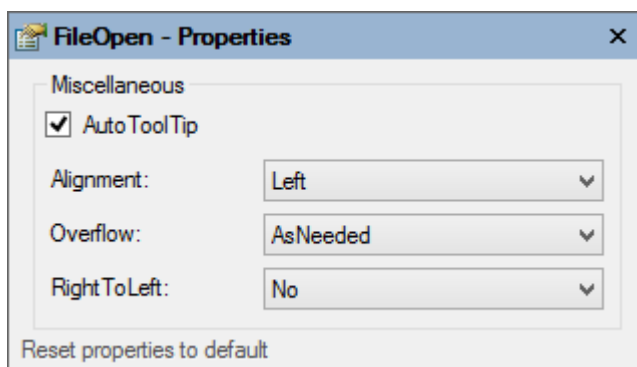 FileOpen - Properties
Miscellaneous
AutoToolTip
Alignment: Left
Overflow: AsNeeded
RightToLeft: No
Reset properties to default